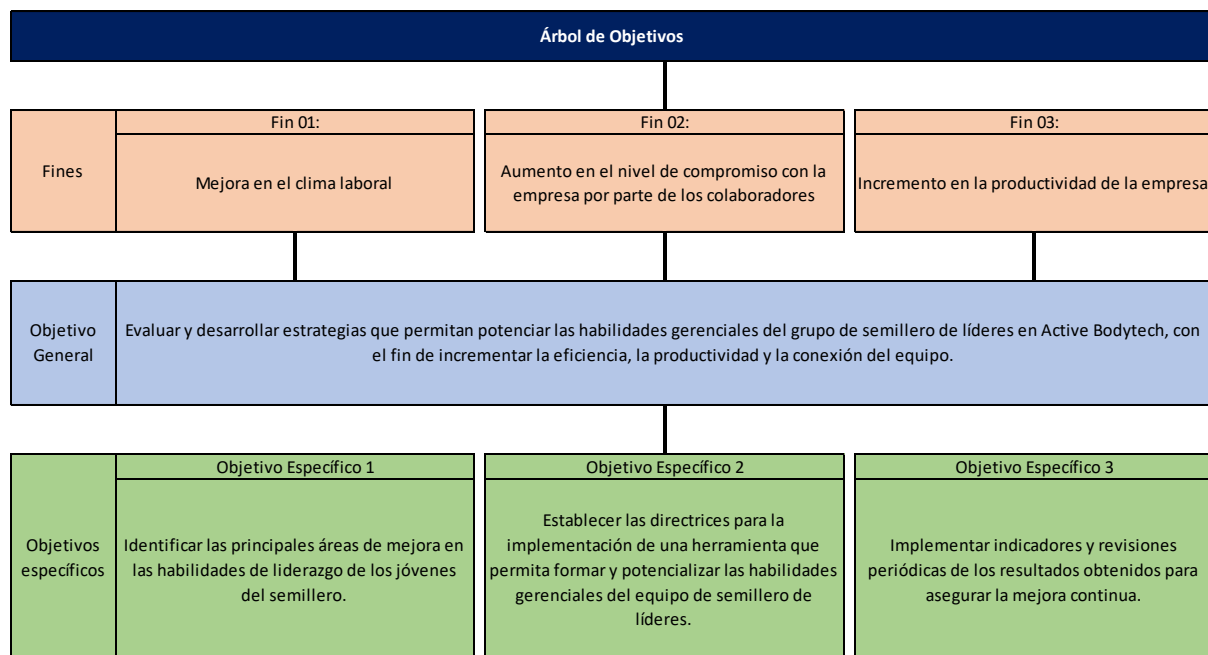 Árbol de Objetivos
Fines
Fin 01:
Mejora en el clima laboral
Fin 02:
Aumento en el nivel de compromiso con la
empresa por parte de los colaboradores
Fin 03:
Incremento en la productividad de la empresa
Objetivo
General
Evaluar y desarrollar estrategias que permitan potenciar las habilidades gerenciales del grupo de semillero de líderes en Active Bodytech, con
el fin de incrementar la eficiencia, la productividad y la conexión del equipo.
Objetivos
específicos
Objetivo Específico 1
Identificar las principales áreas de mejora en
las habilidades de liderazgo de los jóvenes
del semillero.
Objetivo Específico 2
Establecer las directrices para la
implementación de una herramienta que
permita formar y potencializar las habilidades
gerenciales del equipo de semillero de
líderes.
Objetivo Específico 3
Implementar indicadores y revisiones
periódicas de los resultados obtenidos para
asegurar la mejora continua.